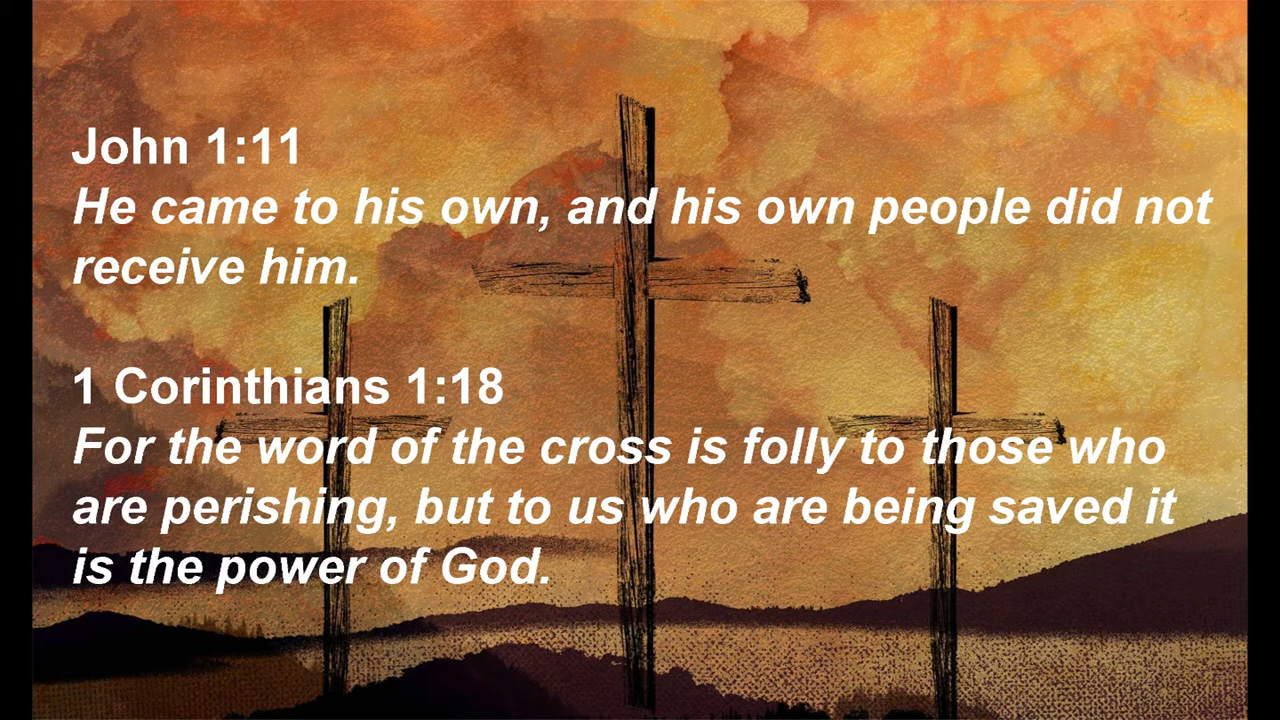 John 1:11
He came to his own, and his own people did not
receive him.
1 Corinthians 1:18
For the word of the cross is folly to those who
are perishing, but to us who are being saved it
is the power of God.